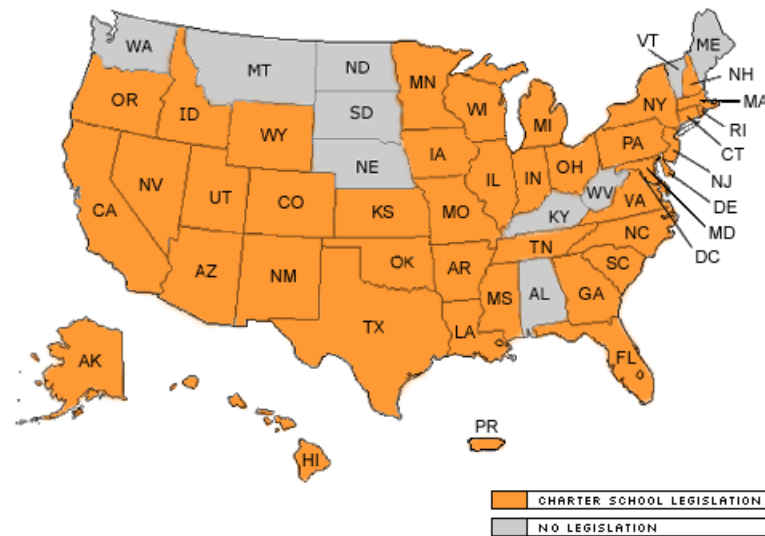 WA
MT
ND
MN
VT
ME
OR
ID
SD
WI
NY
NH
MA
WY
MI
RI
CT
NE
IA
PA
NJ
NV
UT
CO
IL
IN
OH
WV
VA
DE
MD
DC
CA
KS
MO
KY
NC
AZ
NM
OK
AR
TN
SC
TX
LA
MS
AL
GA
FL
AK
HI
PR
CHARTER SCHOOL LEGISLATION
NO LEGISLATION